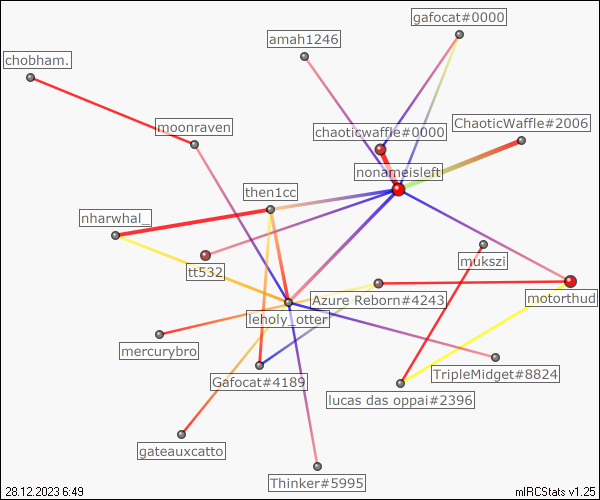 gafocat#0000
amah1246
chobham.
ChaoticWaffle#2006
moonraven
chaoticwaffle#0000
nonameisleft
then1cc
nharwhal_
mukszi
tt532
motorthud
Azure Reborn#4243
leholy_otter
mercurybro
TripleMidget#8824
Gafocat#4189
lucas das oppai#2396
gateauxcatto
Thinker#5995
28.12.2023 6:49
mIRCStats v1.25